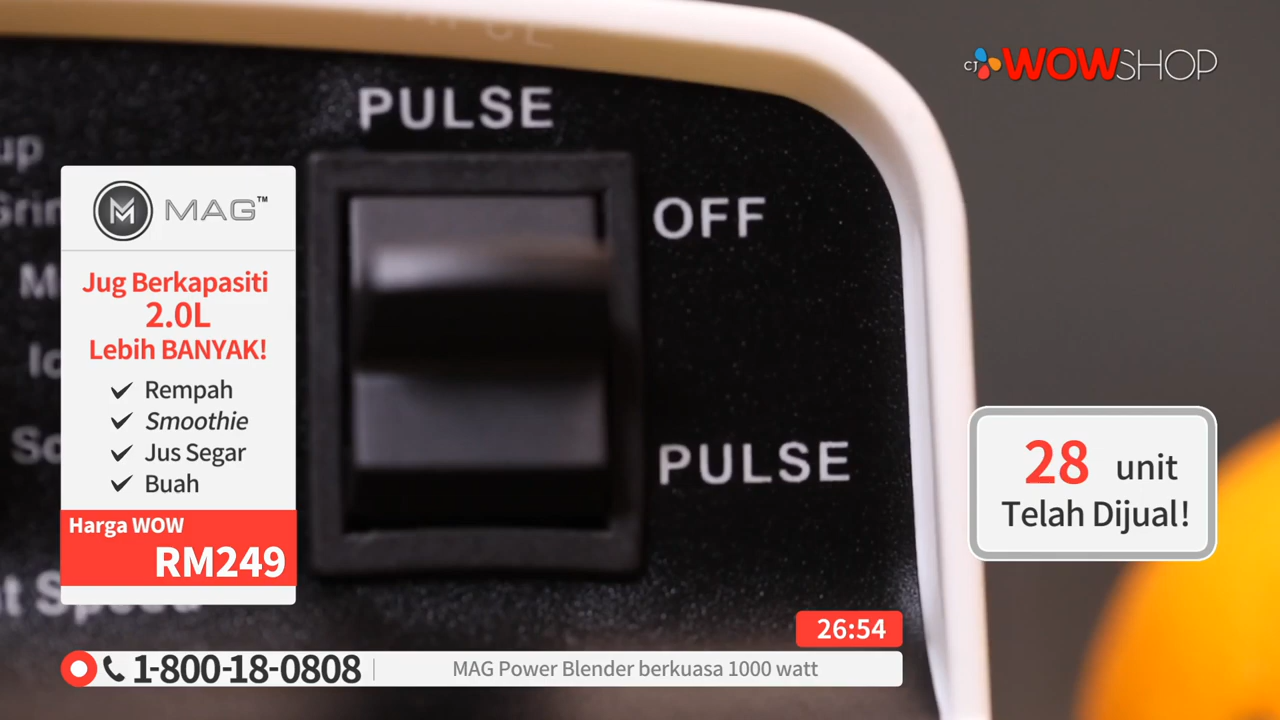 PULSE
CJ WOWSHOP
up
OFF
MAG™
Jug Berkapasiti
2.0L
Lebih BANYAK!
✓ Rempah
✓ Smoothie
✓ Jus Segar
✓ Buah
PULSE
28 unit
Telah Dijual!
Harga WOW
RM249
26:54
1-800-18-0808
MAG Power Blender berkuasa 1000 watt